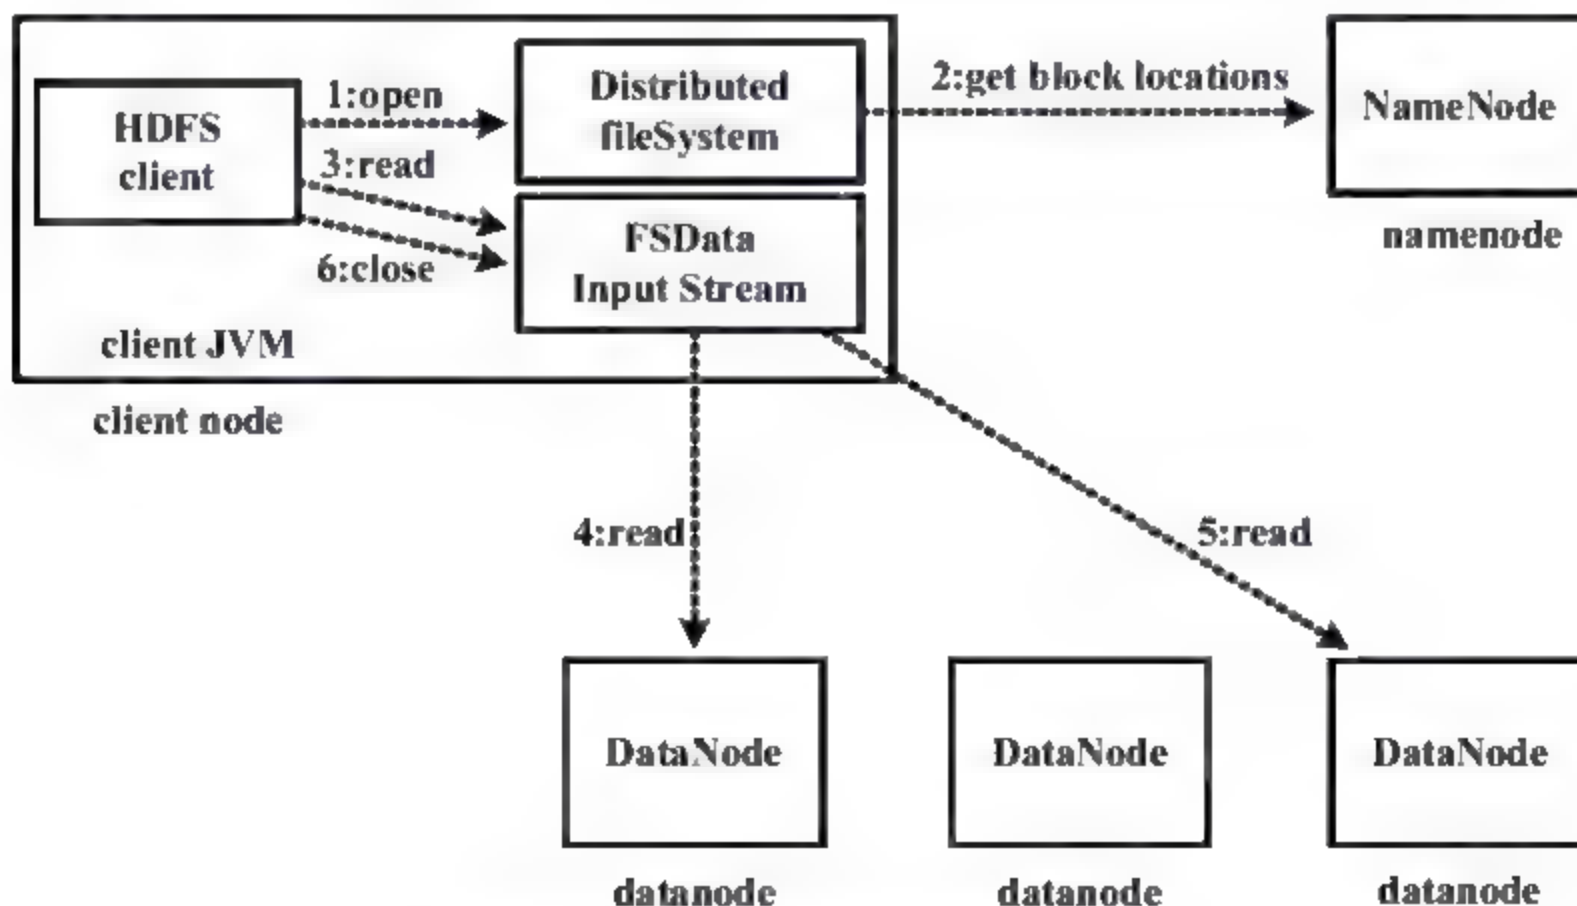 HDFS
client
1:open
3:read
6:close
Distributed
fileSystem
FSData
Input Stream
client JVM
client node
2:get block locations
NameNode
namenode
4:read
5:read
DataNode
DataNode
DataNode
datanode
datanode
datanode